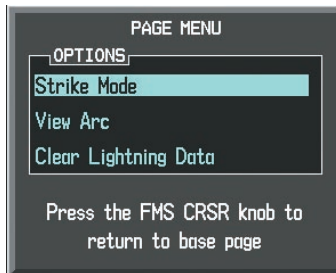 PAGE MENU
OPTIONS
Strike Mode
View Arc
Clear Lightning Data
Press the FMS CRSR knob to
return to base page